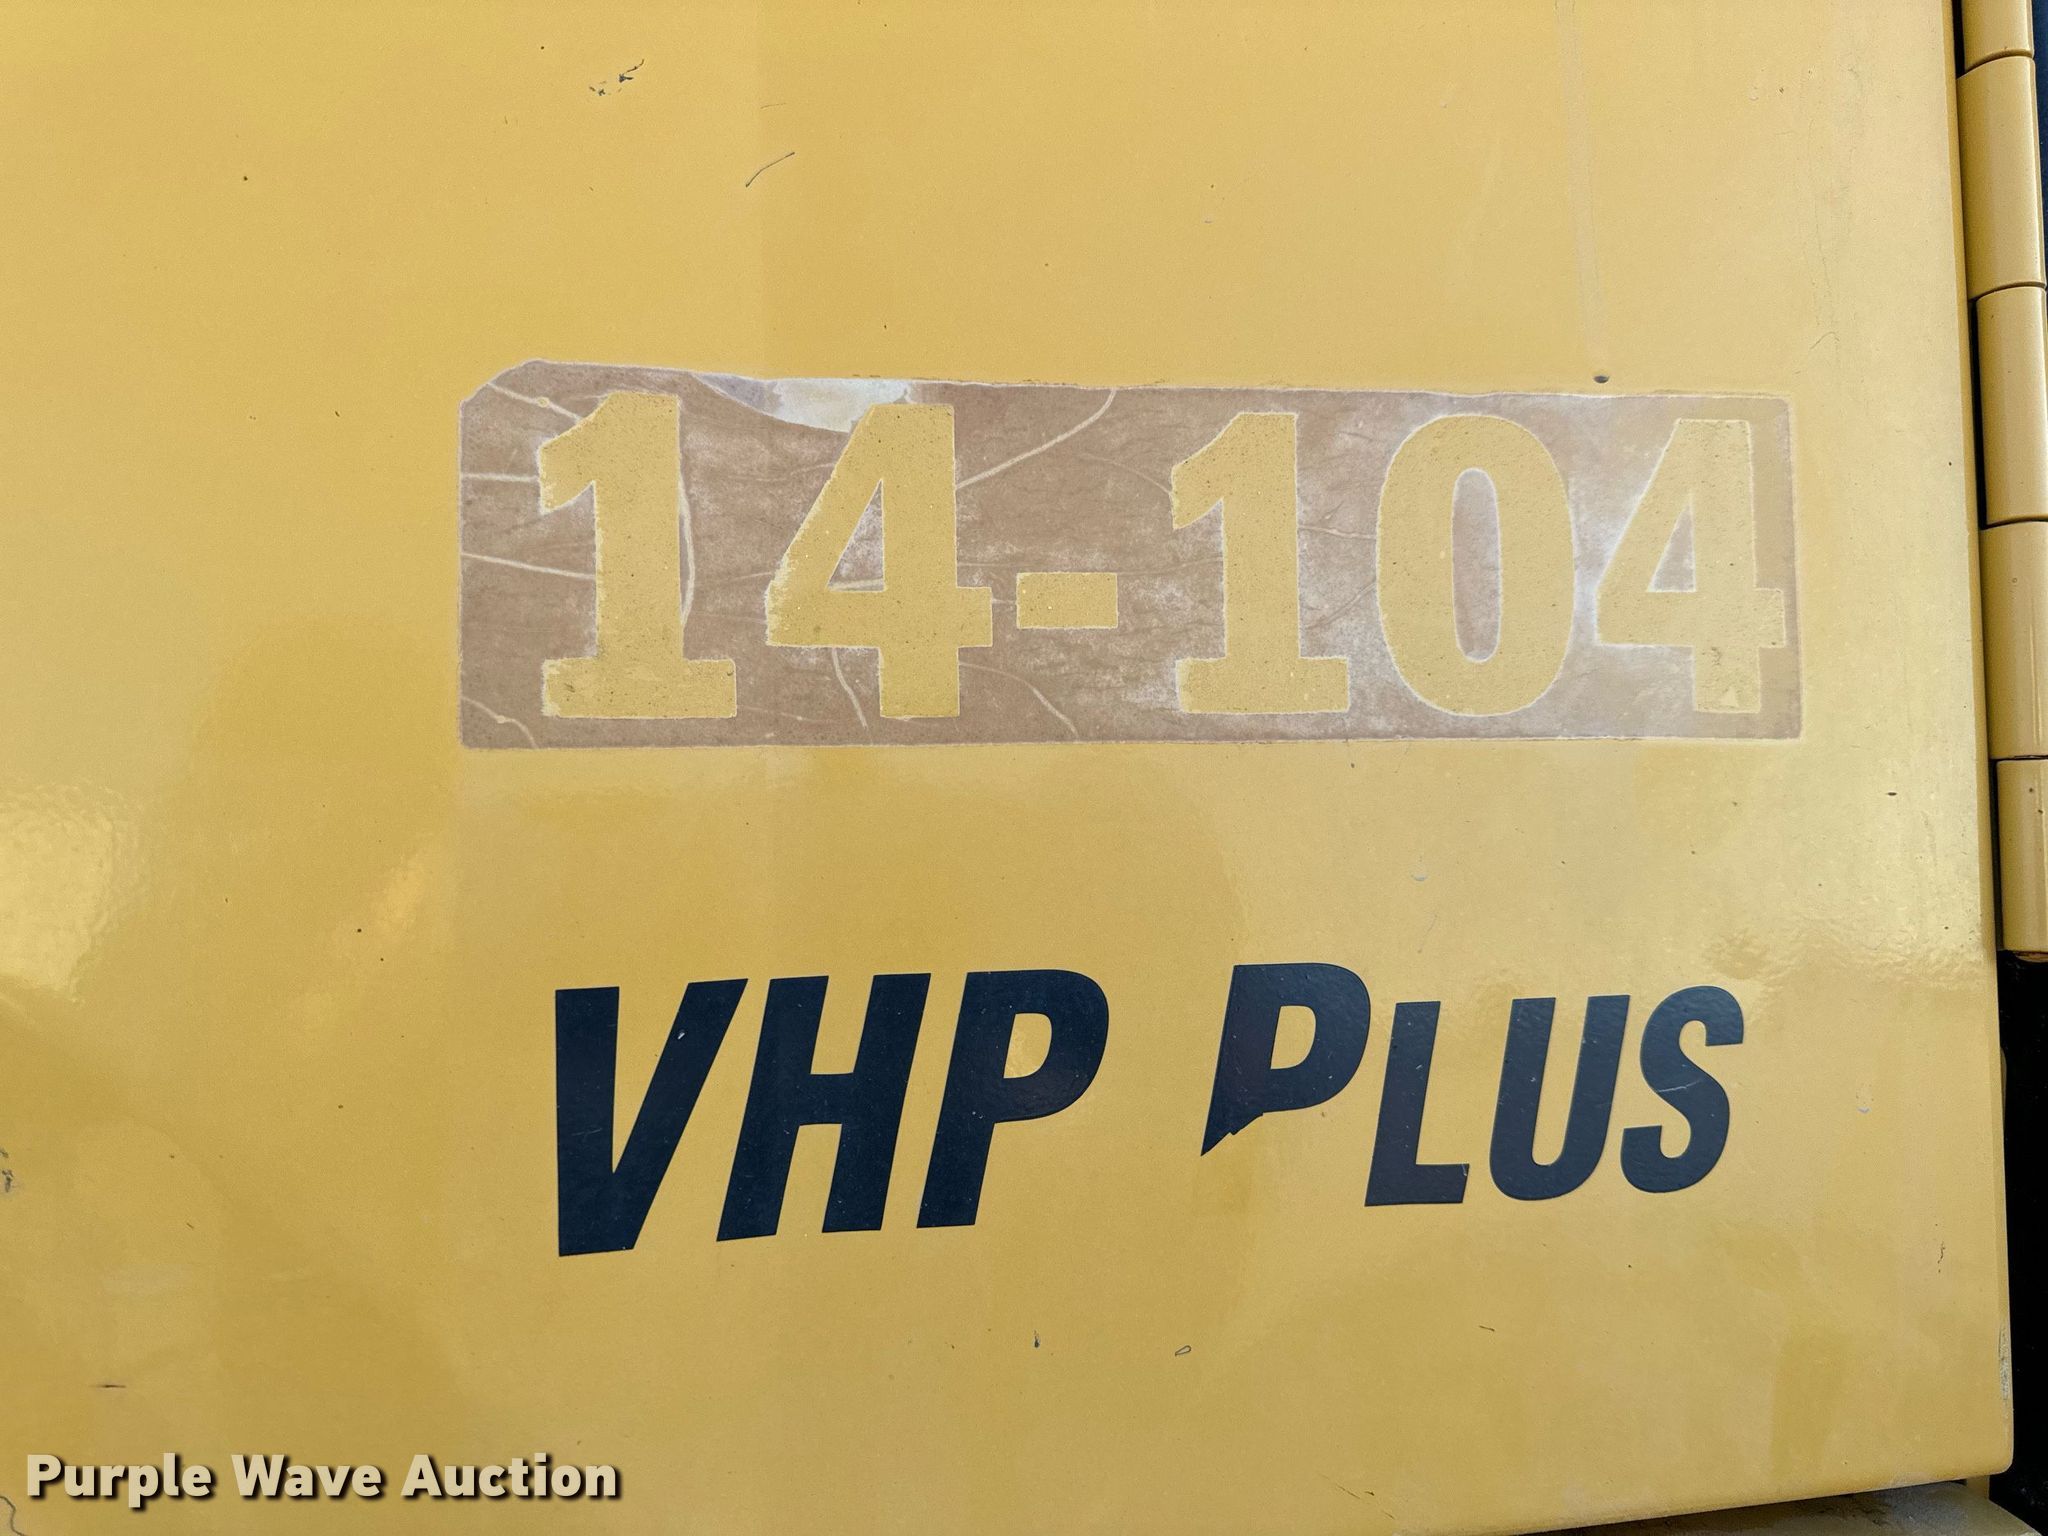 14-104
VHP PLUS
Purple Wave Auction